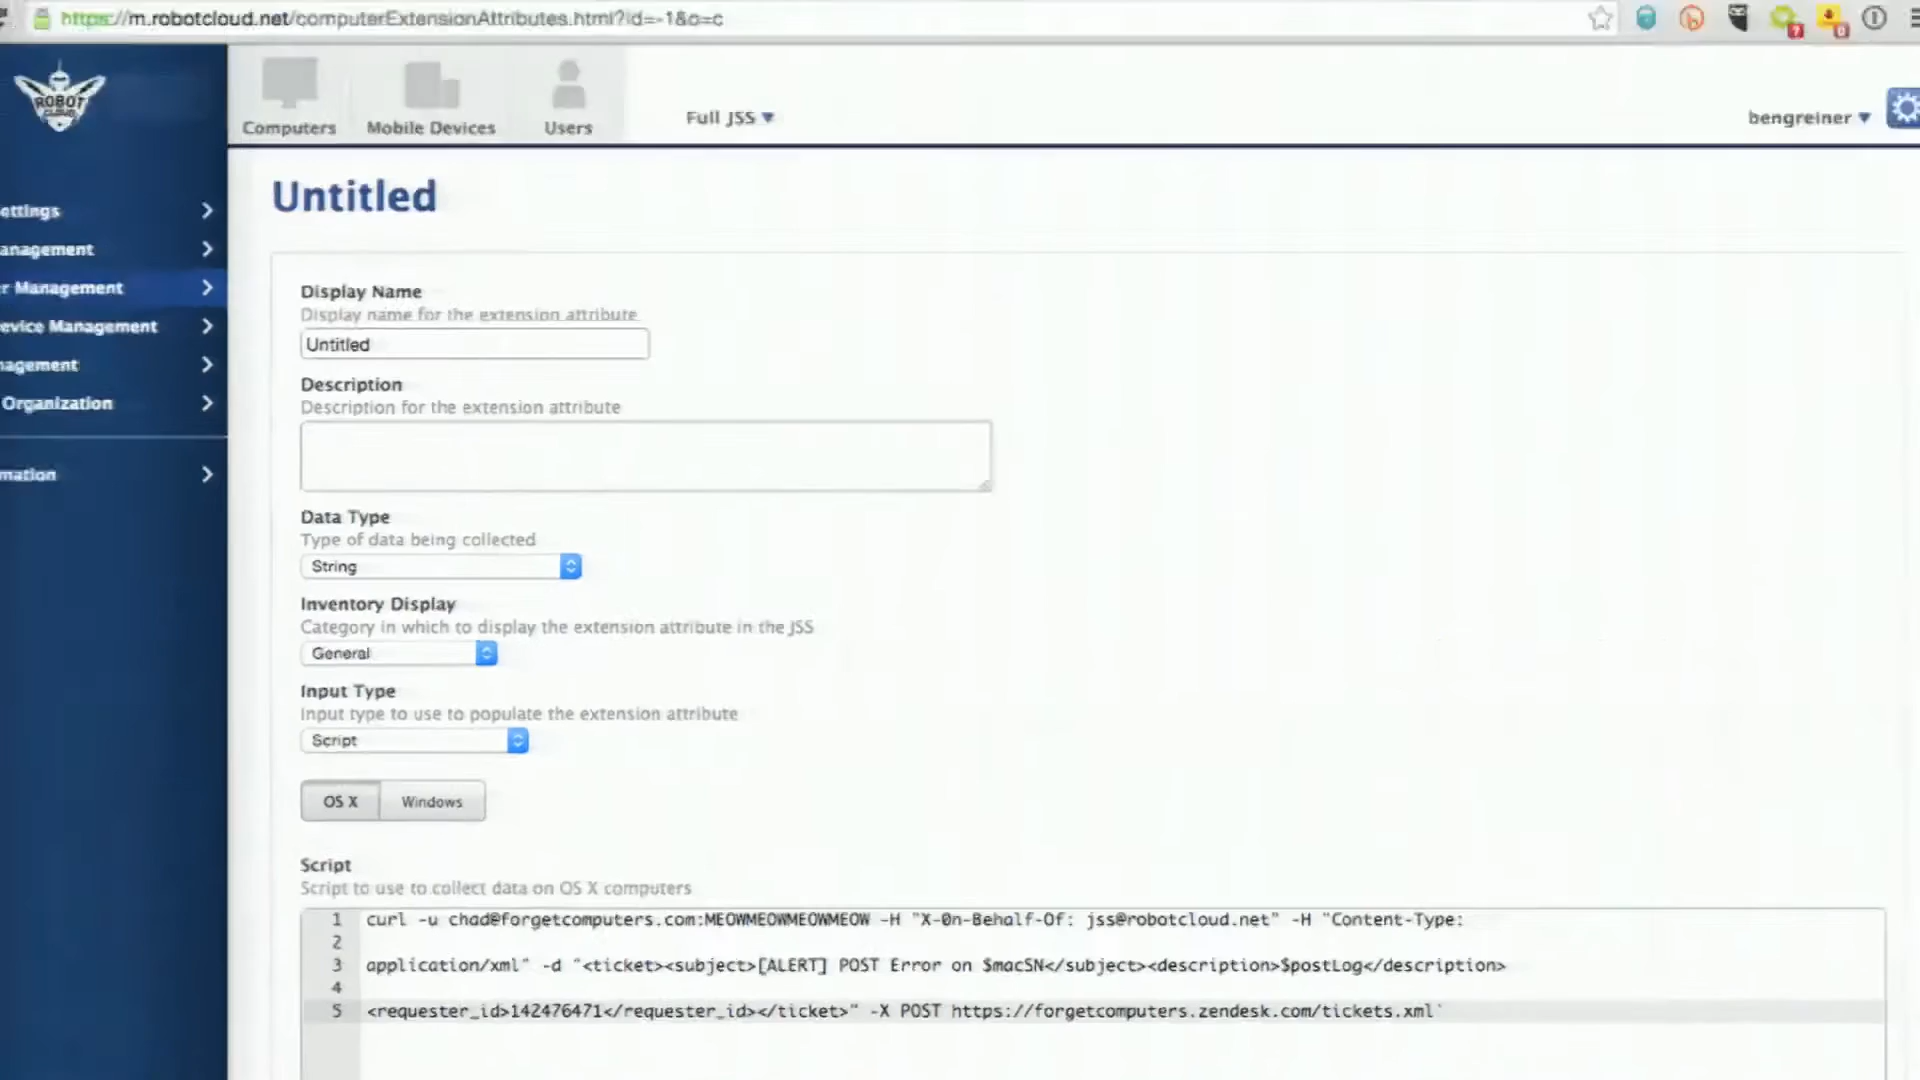 https://m.robotcloud.net/computerExtensionAttributes.html?id=-1&o=c
7
0
ROBOT
CLOUD
Computers
Mobile Devices
Users
Full JSS
bengreiner
ettings
anagement
r Management
evice Management
nagement
Organization
mation
Untitled
Display Name
Display name for the extension attribute
Untitled
Description
Description for the extension attribute
Data Type
Type of data being collected
String
Inventory Display
Category in which to display the extension attribute in the JSS
General
Input Type
Input type to use to populate the extension attribute
Script
OS X
Windows
Script
Script to use to collect data on OS X computers
1 curl -u chad@forgetcomputers.com:MEOWMEOWMEOWMEOW -H "X-On-Behalf-Of: jss@robotcloud.net" -H "Content-Type:
2
3 application/xml" -d "<ticket><subject>[ALERT] POST Error on $macSN</subject><description>$postLog</description>
4
5 <requester_id>142476471</requester_id></ticket>" -X POST https://forgetcomputers.zendesk.com/tickets.xml`